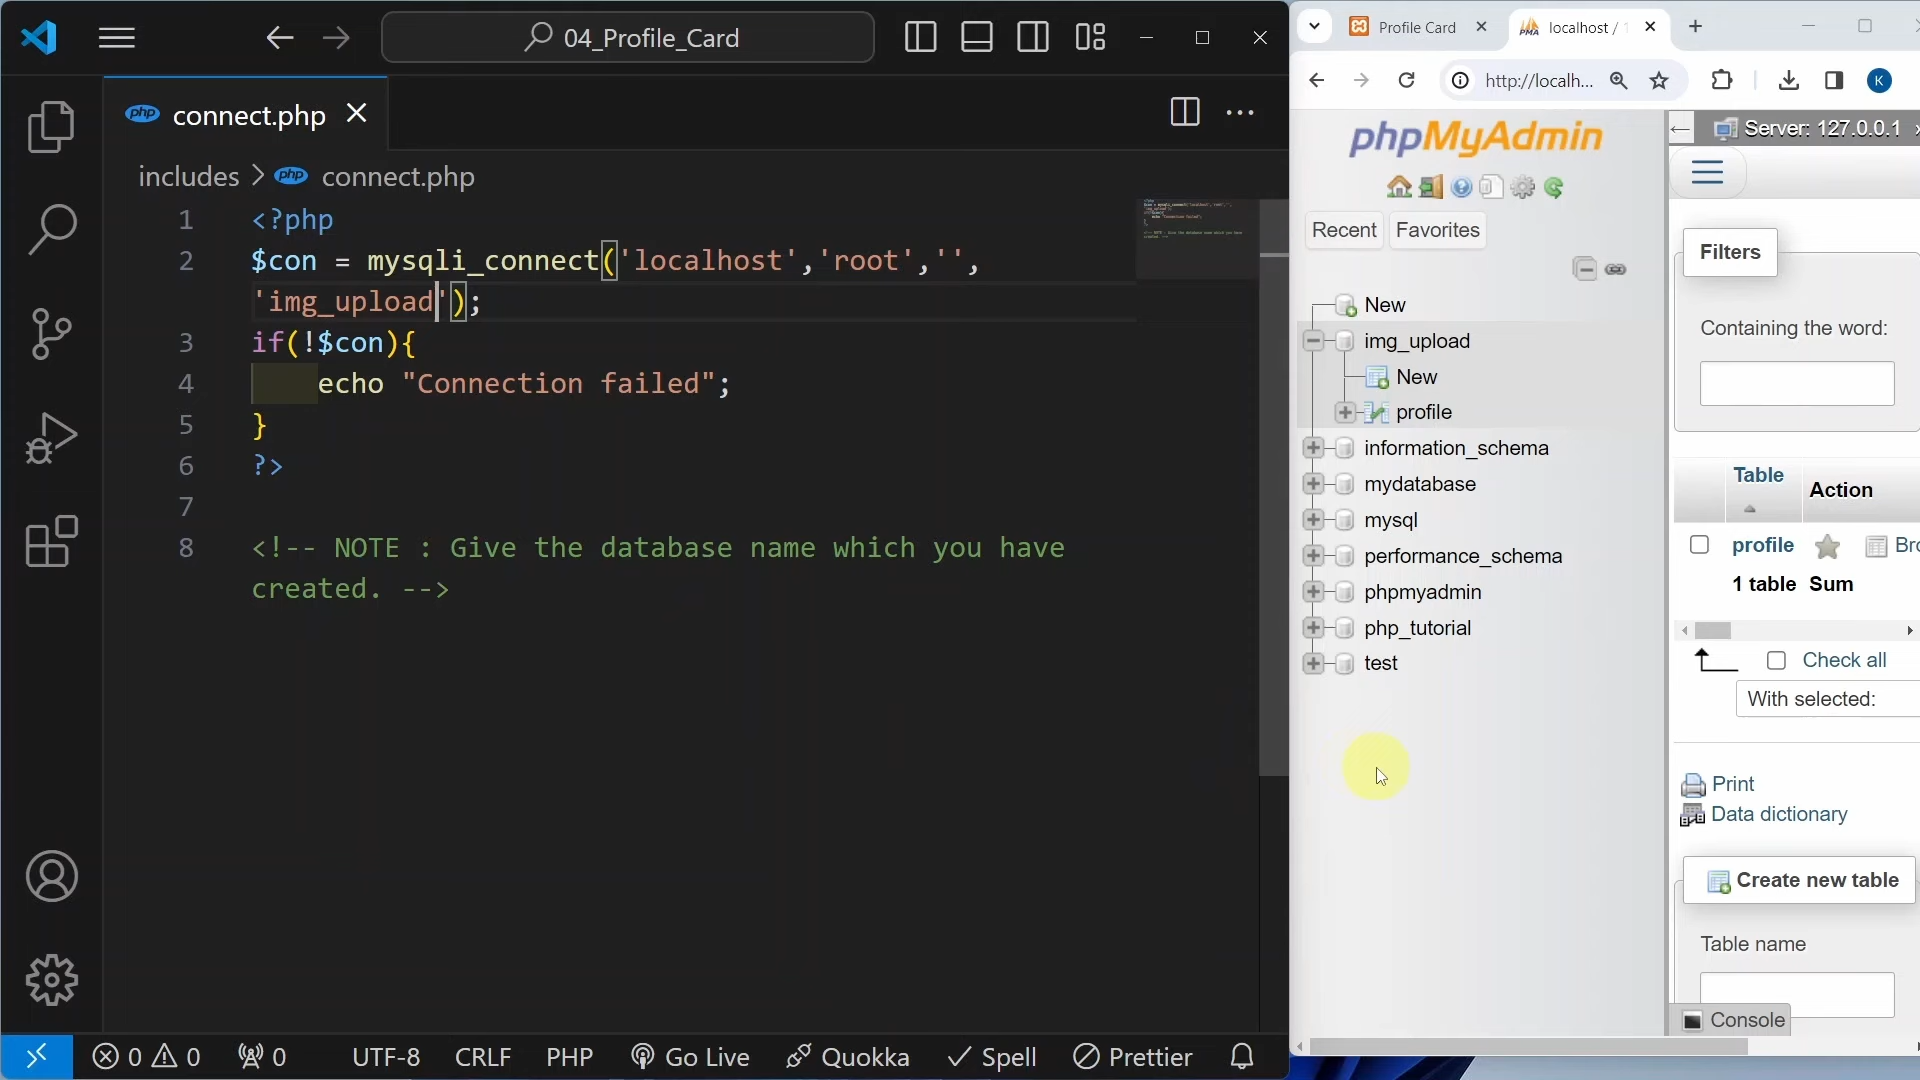 04_Profile_Card
php connect.php
includes > php connect.php
1 <?php
2 $con = mysqli_connect('localhost','root','',
'img_upload');
3 if(!$con){
4 echo "Connection failed";
5 }
6 ?>
7
8 <!-- NOTE : Give the database name which you have
created. -->
0 0 0 UTF-8 CRLF PHP Go Live Quokka Spell Prettier
Profile Card
PMA localhost /
http://localh...
K
phpMyAdmin
Recent Favorites
New
img_upload
New
profile
information_schema
mydatabase
mysql
performance_schema
phpmyadmin
php_tutorial
test
Server: 127.0.0.1
Filters
Containing the word:
Table Action
profile
1 table Sum
Check all
With selected:
Print
Data dictionary
Create new table
Table name
Console